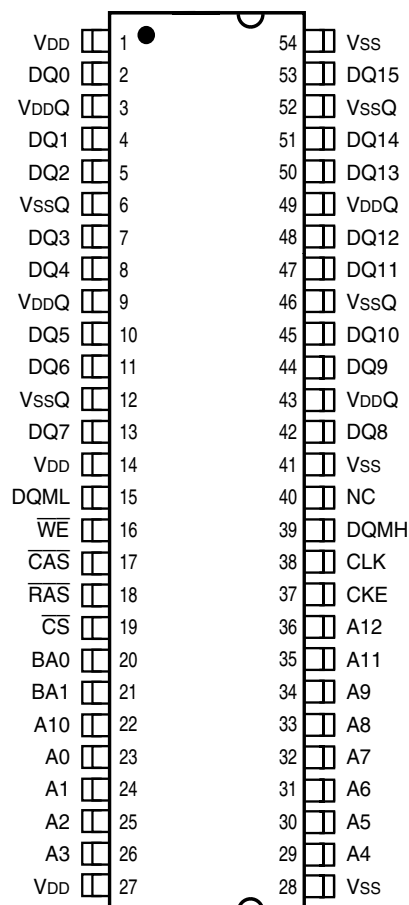 VDD 1 54 VSS
DQ0 2 53 DQ15
VDDQ 3 52 VSSQ
DQ1 4 51 DQ14
DQ2 5 50 DQ13
VSSQ 6 49 VDDQ
DQ3 7 48 DQ12
DQ4 8 47 DQ11
VDDQ 9 46 VSSQ
DQ5 10 45 DQ10
DQ6 11 44 DQ9
VSSQ 12 43 VDDQ
DQ7 13 42 DQ8
VDD 14 41 VSS
DQML 15 40 NC
W̅E̅ 16 39 DQMH
C̅A̅S̅ 17 38 CLK
R̅A̅S̅ 18 37 CKE
C̅S̅ 19 36 A12
BA0 20 35 A11
BA1 21 34 A9
A10 22 33 A8
A0 23 32 A7
A1 24 31 A6
A2 25 30 A5
A3 26 29 A4
VDD 27 28 VSS